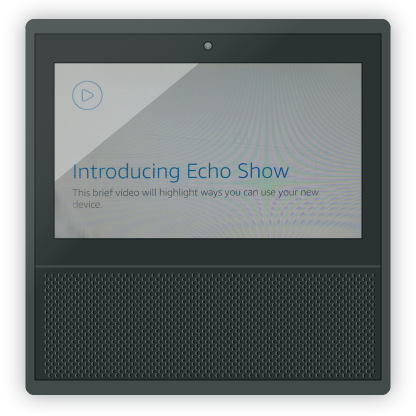 Introducing Echo Show
This brief video will highlight ways you can use your new
device.